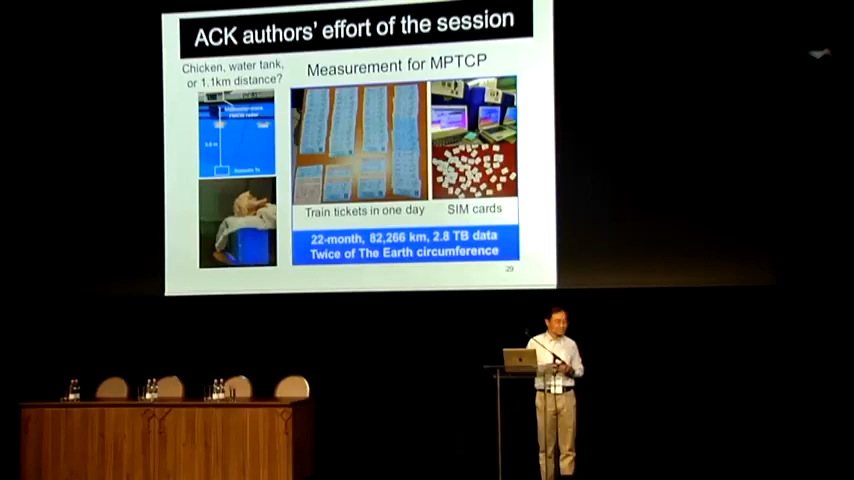 ACK authors' effort of the session
Chicken, water tank,
or 1.1km distance?
Measurement for MPTCP
Train tickets in one day
SIM cards
22-month, 82,266 km, 2.8 TB data
Twice of The Earth circumference
29